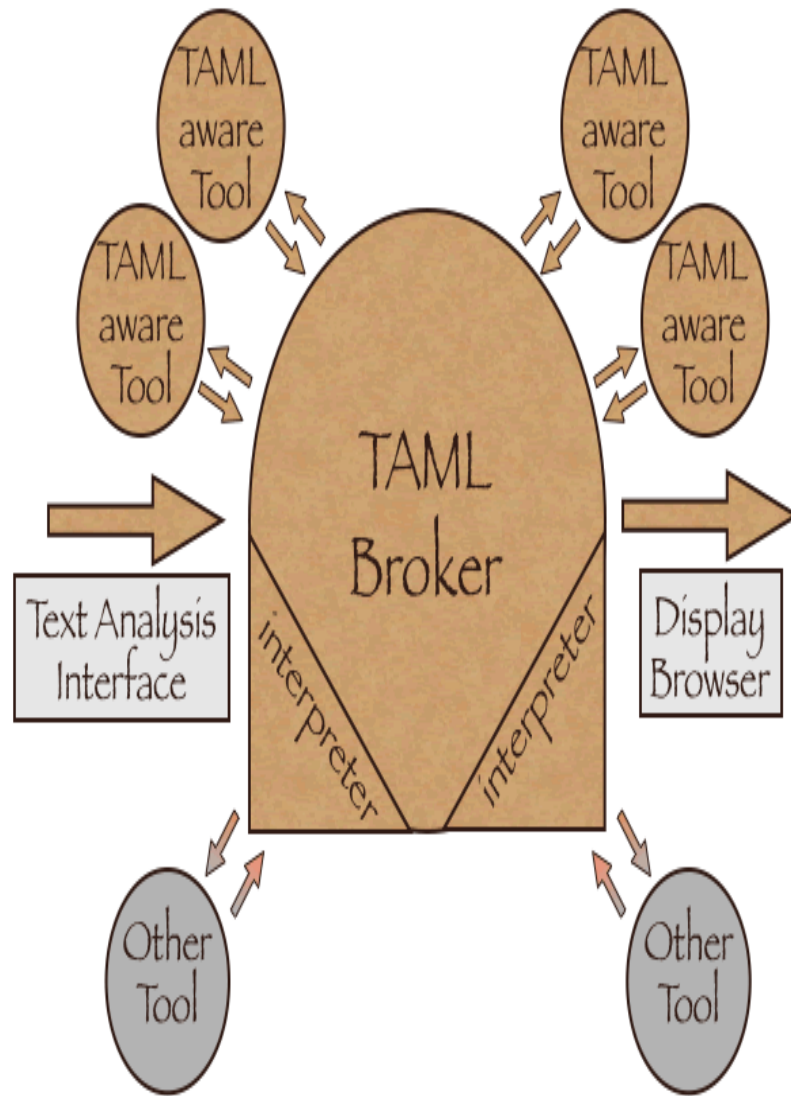 TAML
aware
Tool
TAML
aware
Tool
TAML
aware
Tool
TAML
aware
Tool
TAML
Broker
Text Analysis
Interface
interpreter
interpreter
Display
Browser
Other
Tool
Other
Tool